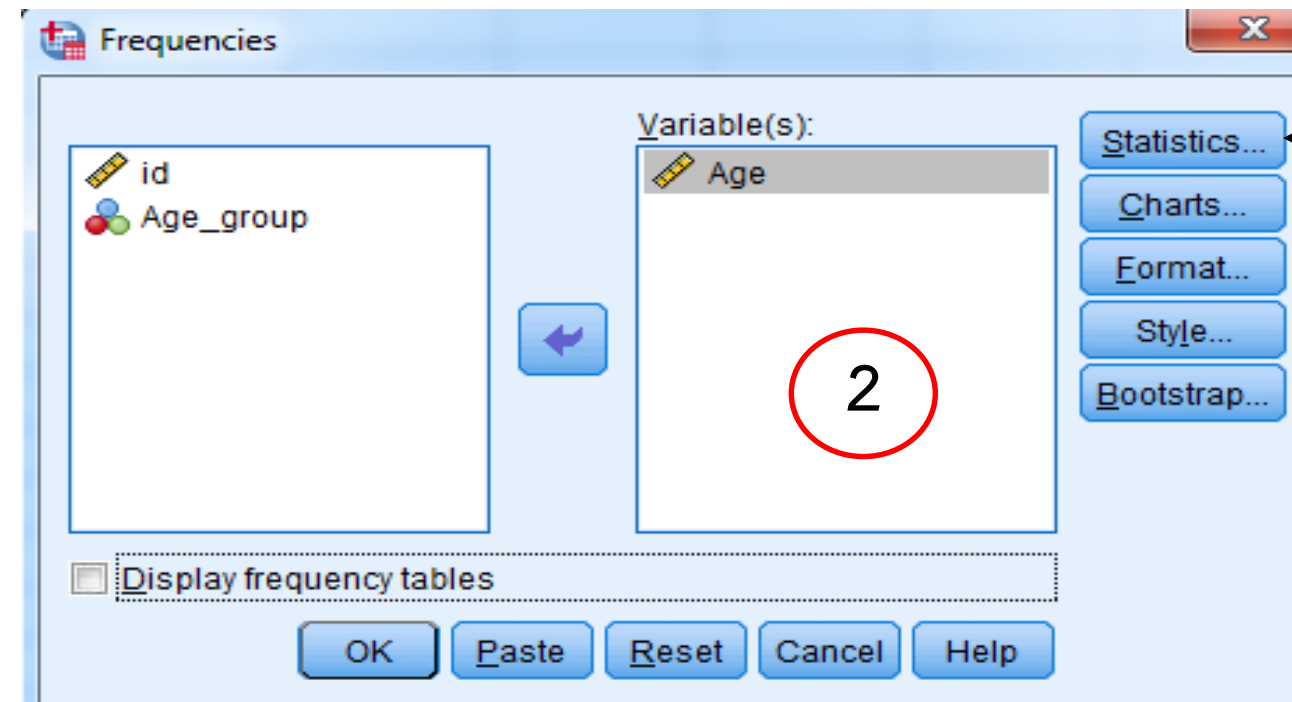 Frequencies
Variable(s):
id
Age_group
Age
Statistics...
Charts...
Format...
Style...
Bootstrap...
2
Display frequency tables
OK Paste Reset Cancel Help